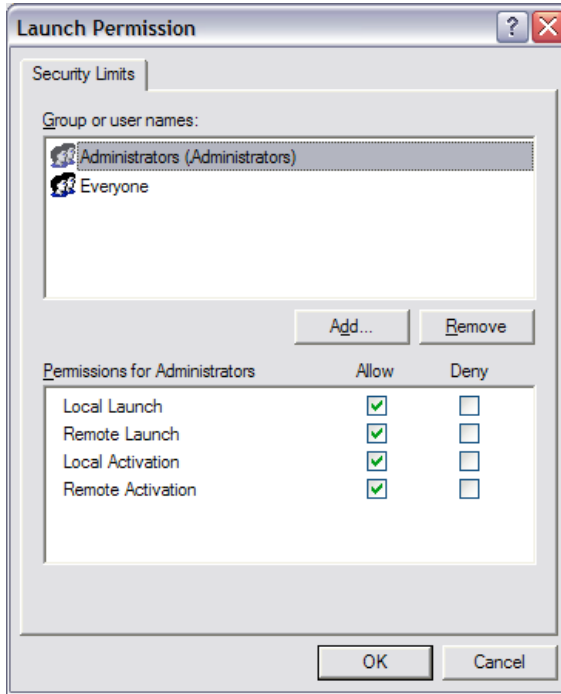 Launch Permission
Security Limits
Group or user names:
Administrators (Administrators)
Everyone
Add... Remove
Permissions for Administrators Allow Deny
Local Launch
Remote Launch
Local Activation
Remote Activation
OK Cancel